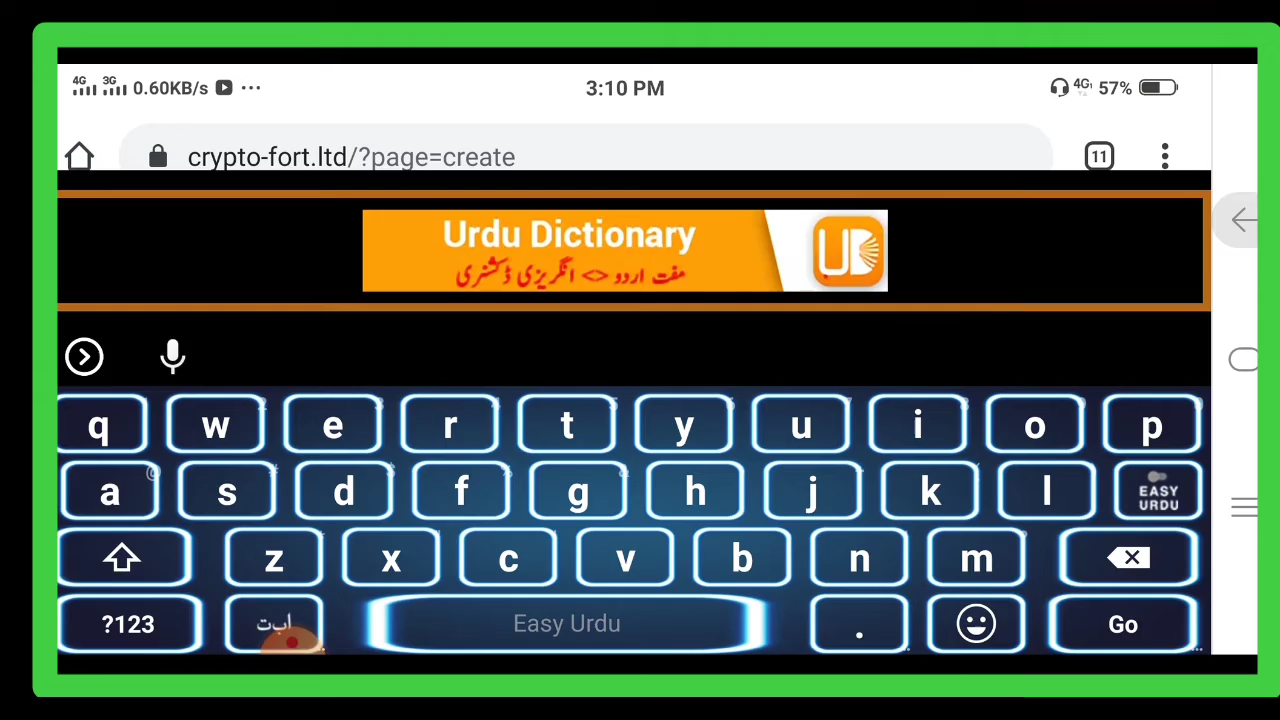 4G 3G 0.60KB/s 3:10 PM 4G 57%
crypto-fort.ltd/?page=create 11
Urdu Dictionary
مفت اردو <> انگریزی ڈکشنری
UD
q w e r t y u i o p
a s d f g h j k l EASY URDU
z x c v b n m
?123 ا ب ت Easy Urdu . Go